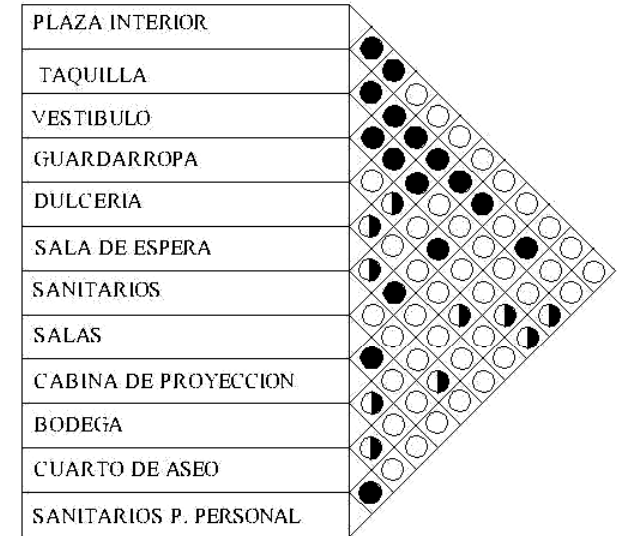 PLAZA INTERIOR
TAQUILLA
VESTIBULO
GUARDARROPA
DULCERIA
SALA DE ESPERA
SANITARIOS
SALAS
CABINA DE PROYECCION
BODEGA
CUARTO DE ASEO
SANITARIOS P. PERSONAL